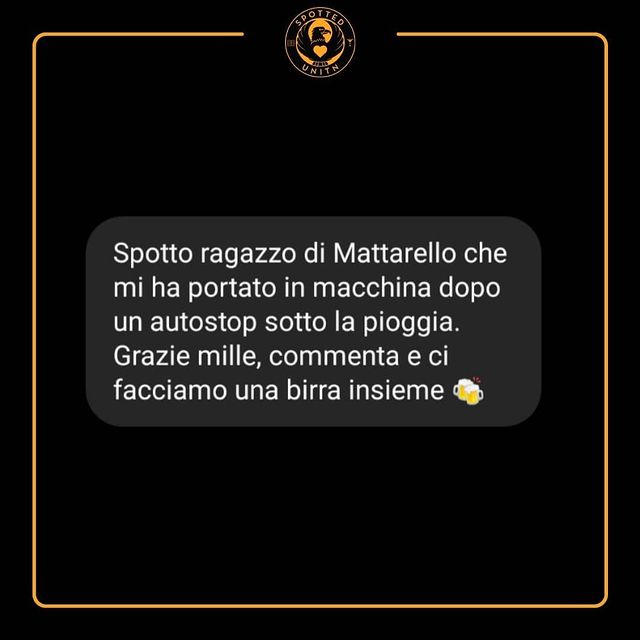 SPOTTED
UNITN
Spotto ragazzo di Mattarello che
mi ha portato in macchina dopo
un autostop sotto la pioggia.
Grazie mille, commenta e ci
facciamo una birra insieme 🍻